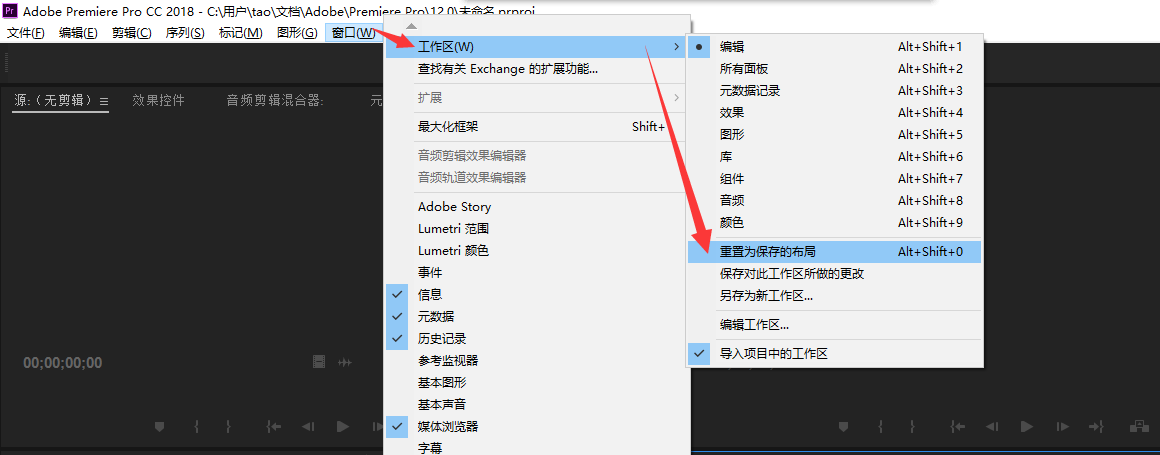 Pr Adobe Premiere Pro CC 2018 - C:\用户\tao\文档\Adobe\Premiere Pro\12.0\未命名.prproj
文件(F) 编辑(E) 剪辑(C) 序列(S) 标记(M) 图形(G) 窗口(W)
源:（无剪辑） 效果控件 音频剪辑混合器: 元
00;00;00;00
工作区(W)
查找有关 Exchange 的扩展功能...
扩展
最大化框架 Shift+
音频剪辑效果编辑器
音频轨道效果编辑器
Adobe Story
Lumetri 范围
Lumetri 颜色
事件
信息
元数据
历史记录
参考监视器
基本图形
基本声音
媒体浏览器
字幕
编辑 Alt+Shift+1
所有面板 Alt+Shift+2
元数据记录 Alt+Shift+3
效果 Alt+Shift+4
图形 Alt+Shift+5
库 Alt+Shift+6
组件 Alt+Shift+7
音频 Alt+Shift+8
颜色 Alt+Shift+9
重置为保存的布局 Alt+Shift+0
保存对此工作区所做的更改
另存为新工作区...
编辑工作区...
导入项目中的工作区